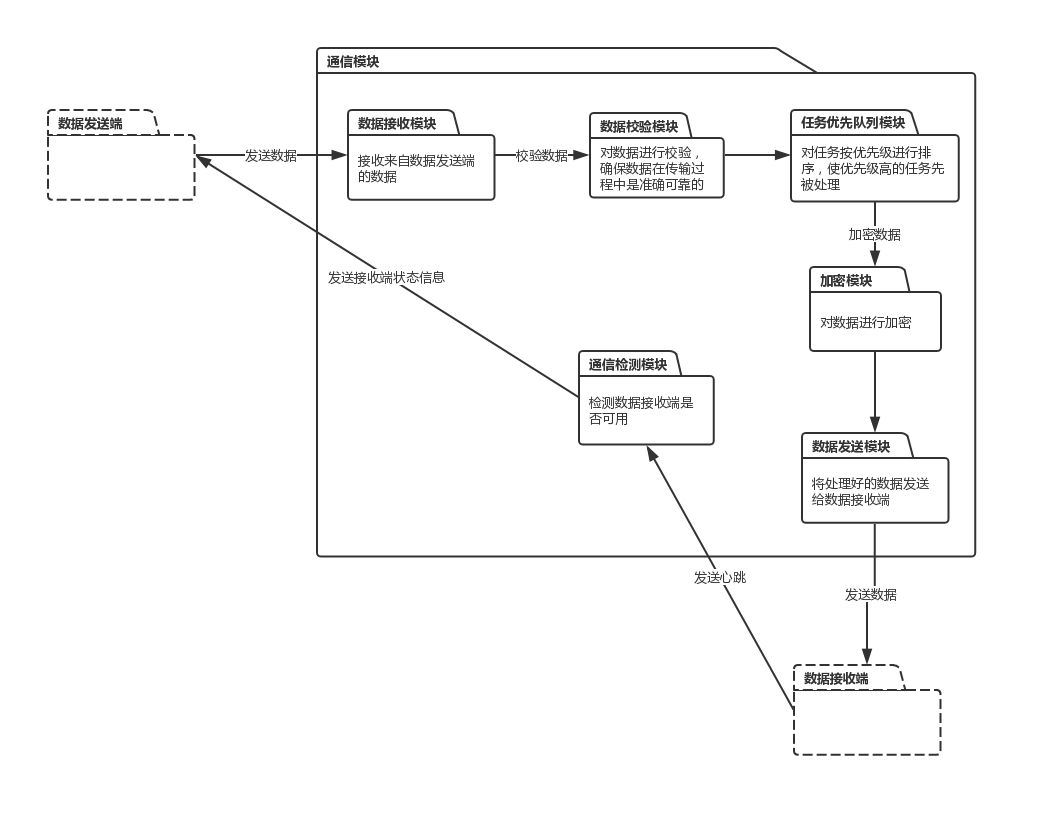 通信模块
数据发送端
发送数据
数据接收模块
接收来自数据发送端
的数据
校验数据
数据校验模块
对数据进行校验，
确保数据在传输过
程中是准确可靠的
任务优先队列模块
对任务按优先级进行排
序，使优先级高的任务先
被处理
加密数据
加密模块
对数据进行加密
发送接收端状态信息
通信检测模块
检测数据接收端是
否可用
数据发送模块
将处理好的数据发送
给数据接收端
发送心跳
发送数据
数据接收端